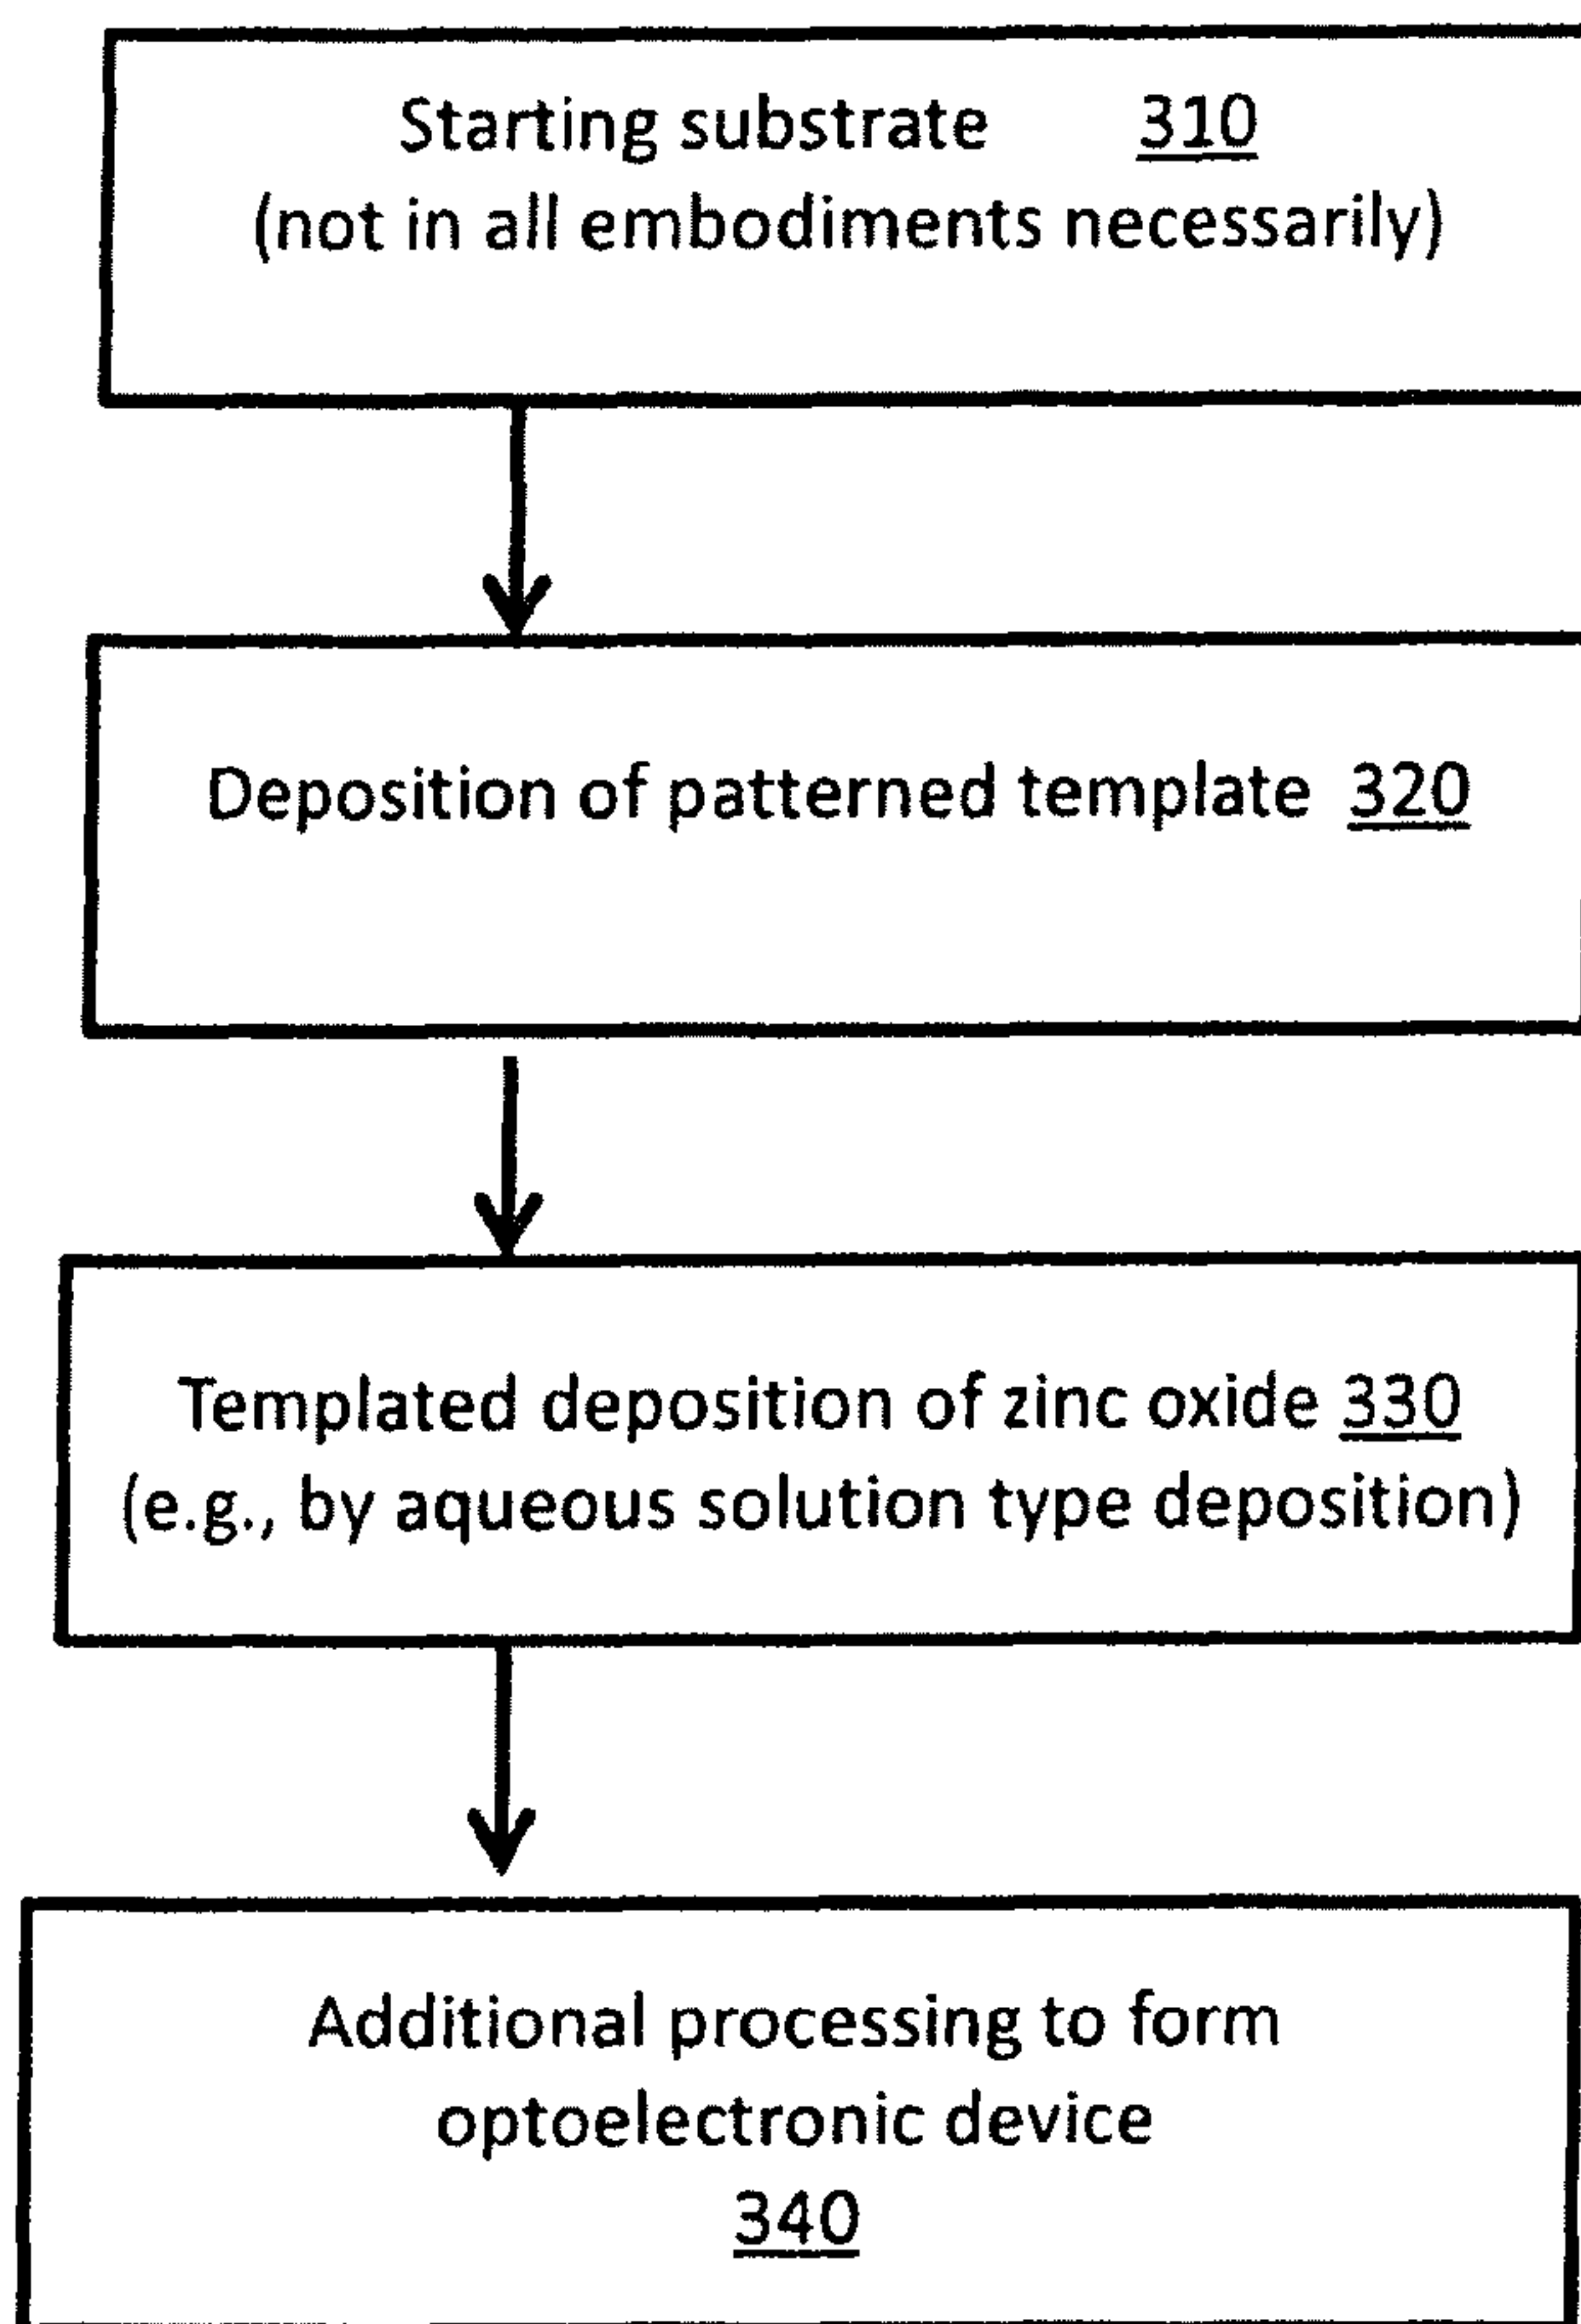 Starting substrate 310
(not in all embodiments necessarily)
Deposition of patterned template 320
Templated deposition of zinc oxide 330
(e.g., by aqueous solution type deposition)
Additional processing to form
optoelectronic device
340